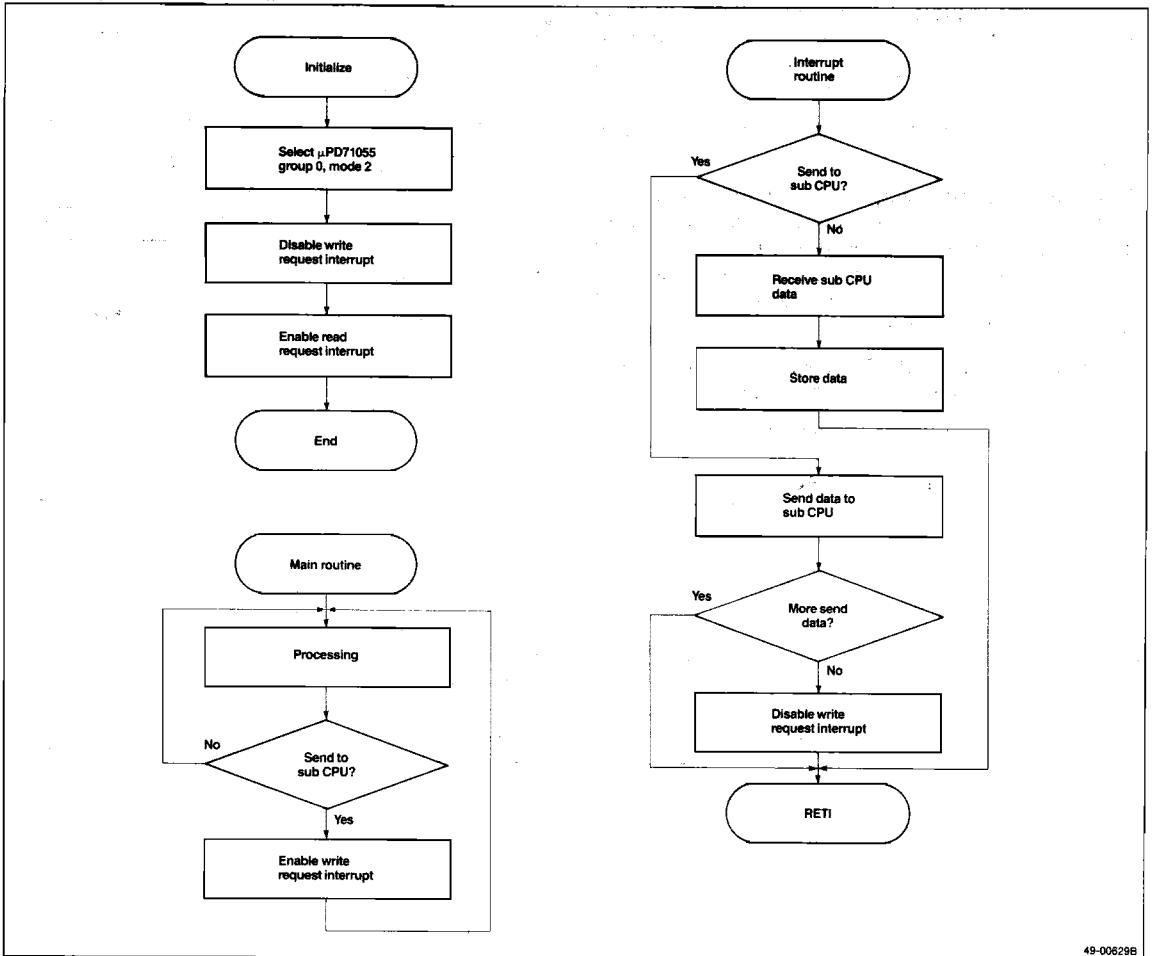 Initialize
Select µPD71055
group 0, mode 2
Disable write
request interrupt
Enable read
request interrupt
End
Main routine
Processing
No
Send to
sub CPU?
Yes
Enable write
request interrupt
Interrupt
routine
Yes
Send to
sub CPU?
No
Receive sub CPU
data
Store data
Send data to
sub CPU
Yes
More send
data?
No
Disable write
request interrupt
RETI
49-000629B